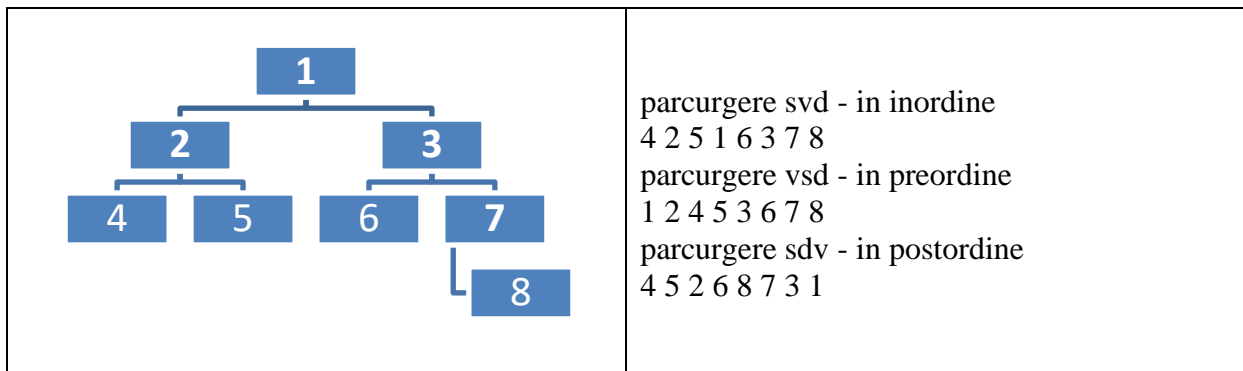 1
2 3
4 5 6 7
8
parcurgere svd - in inordine
4 2 5 1 6 3 7 8
parcurgere vsd - in preordine
1 2 4 5 3 6 7 8
parcurgere sdv - in postordine
4 5 2 6 8 7 3 1